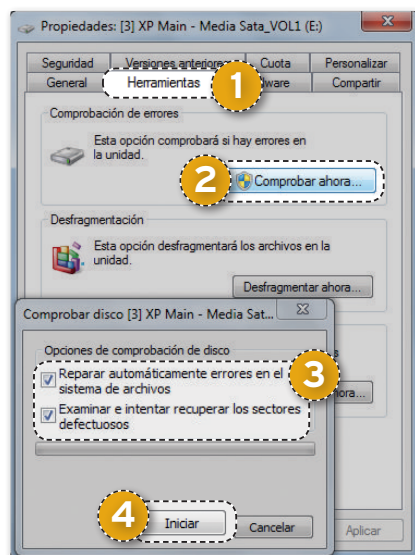 Propiedades: [3] XP Main - Media Sata_VOL1 (E:)
Seguridad Versiones anteriores Cuota Personalizar
General Herramientas 1 Compartir
Comprobación de errores
Esta opción comprobará si hay errores en
la unidad.
2 Comprobar ahora...
Desfragmentación
Esta opción desfragmentará los archivos en la
unidad.
Desfragmentar ahora...
Comprobar disco [3] XP Main - Media Sat...
Opciones de comprobación de disco
Reparar automáticamente errores en el
sistema de archivos
3
Examinar e intentar recuperar los sectores
defectuosos
4 Iniciar
Cancelar
Aplicar